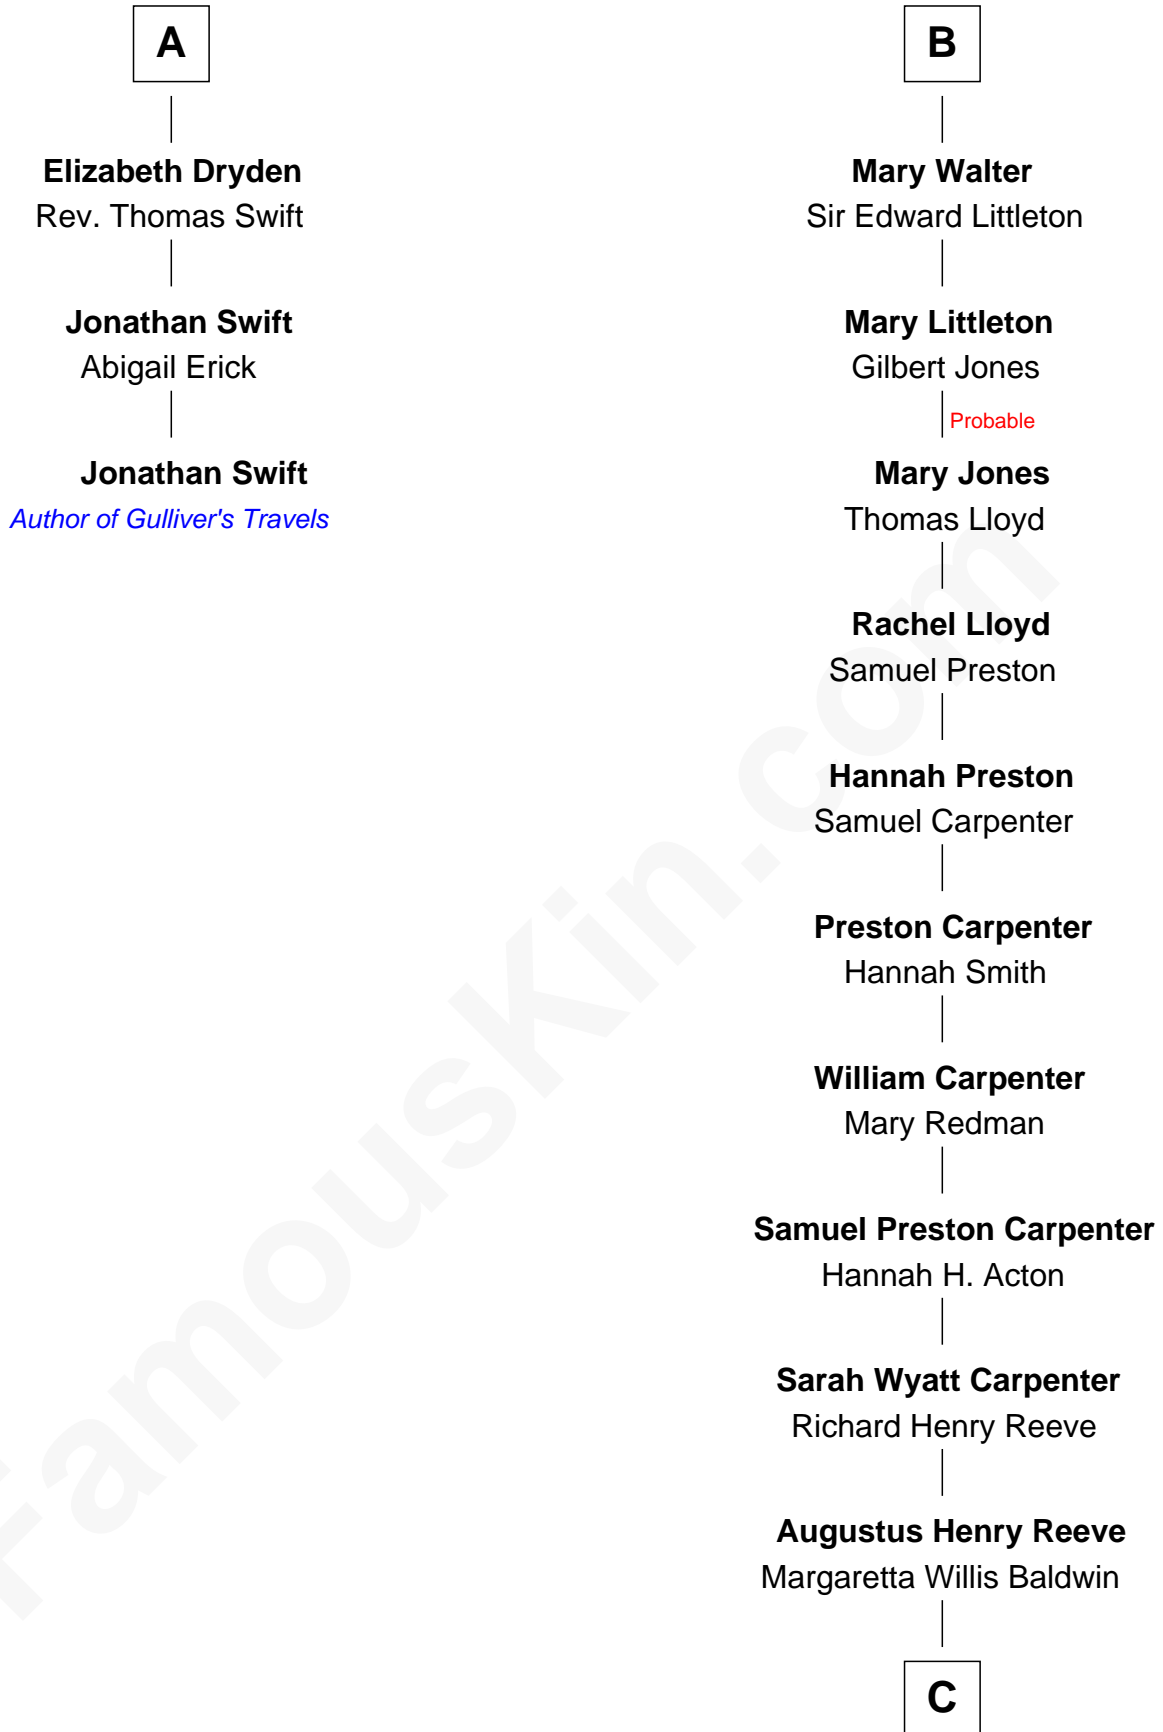 A
Elizabeth Dryden
Rev. Thomas Swift
Jonathan Swift
Abigail Erick
Jonathan Swift
Author of Gulliver's Travels
B
Mary Walter
Sir Edward Littleton
Mary Littleton
Gilbert Jones
Probable
Mary Jones
Thomas Lloyd
Rachel Lloyd
Samuel Preston
Hannah Preston
Samuel Carpenter
Preston Carpenter
Hannah Smith
William Carpenter
Mary Redman
Samuel Preston Carpenter
Hannah H. Acton
Sarah Wyatt Carpenter
Richard Henry Reeve
Augustus Henry Reeve
Margaretta Willis Baldwin
C
FamousKin.com